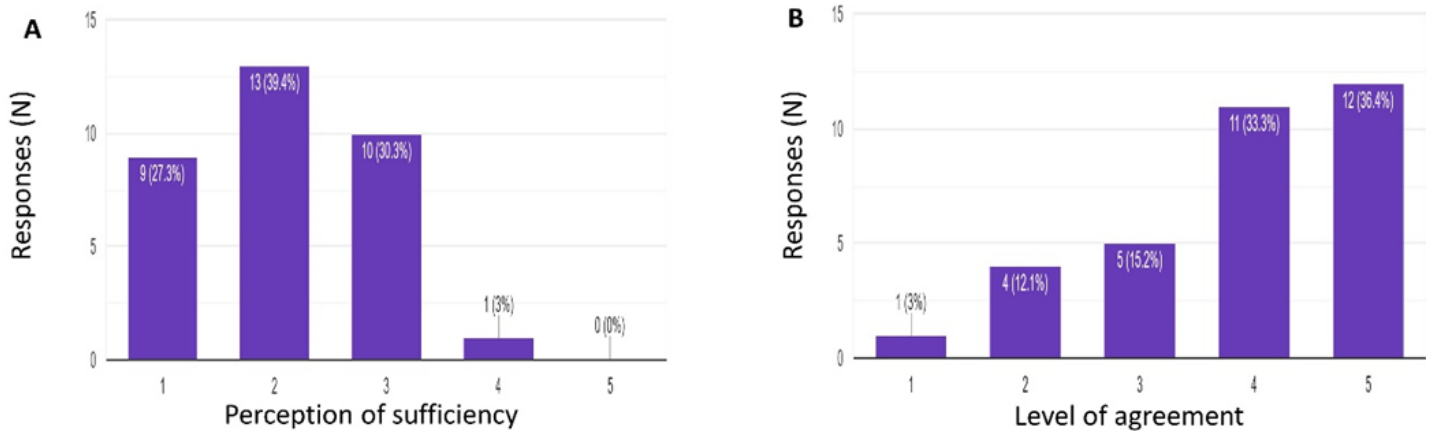 A
Responses (N)
15
10
5
0
9 (27.3%)
13 (39.4%)
10 (30.3%)
1 (3%)
0 (0%)
1 2 3 4 5
Perception of sufficiency
B
Responses (N)
15
10
5
0
1 (3%)
4 (12.1%)
5 (15.2%)
11 (33.3%)
12 (36.4%)
1 2 3 4 5
Level of agreement